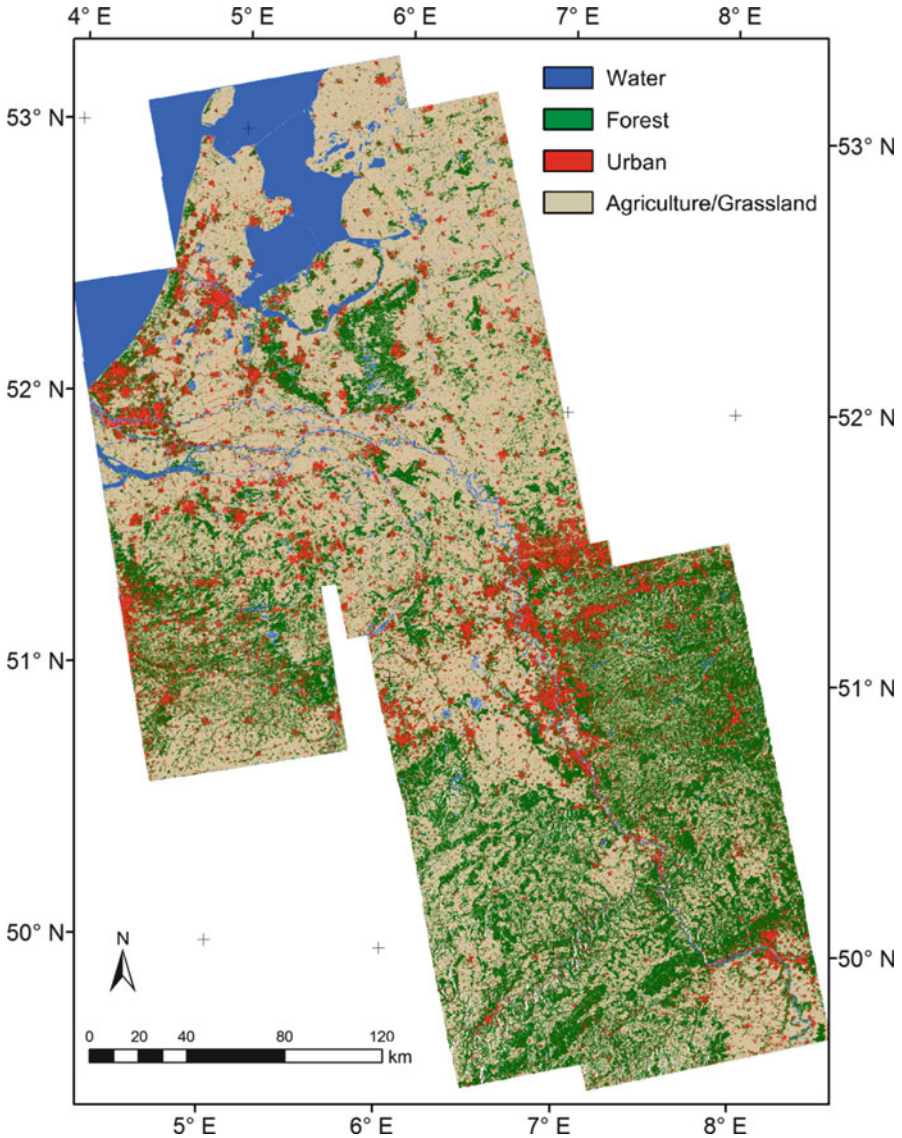 4° E 5° E 6° E 7° E 8° E
Water
Forest
Urban
Agriculture/Grassland
53° N
53° N
52° N
52° N
51° N
51° N
50° N
50° N
N
0 20 40 80 120
km
5° E 6° E 7° E 8° E